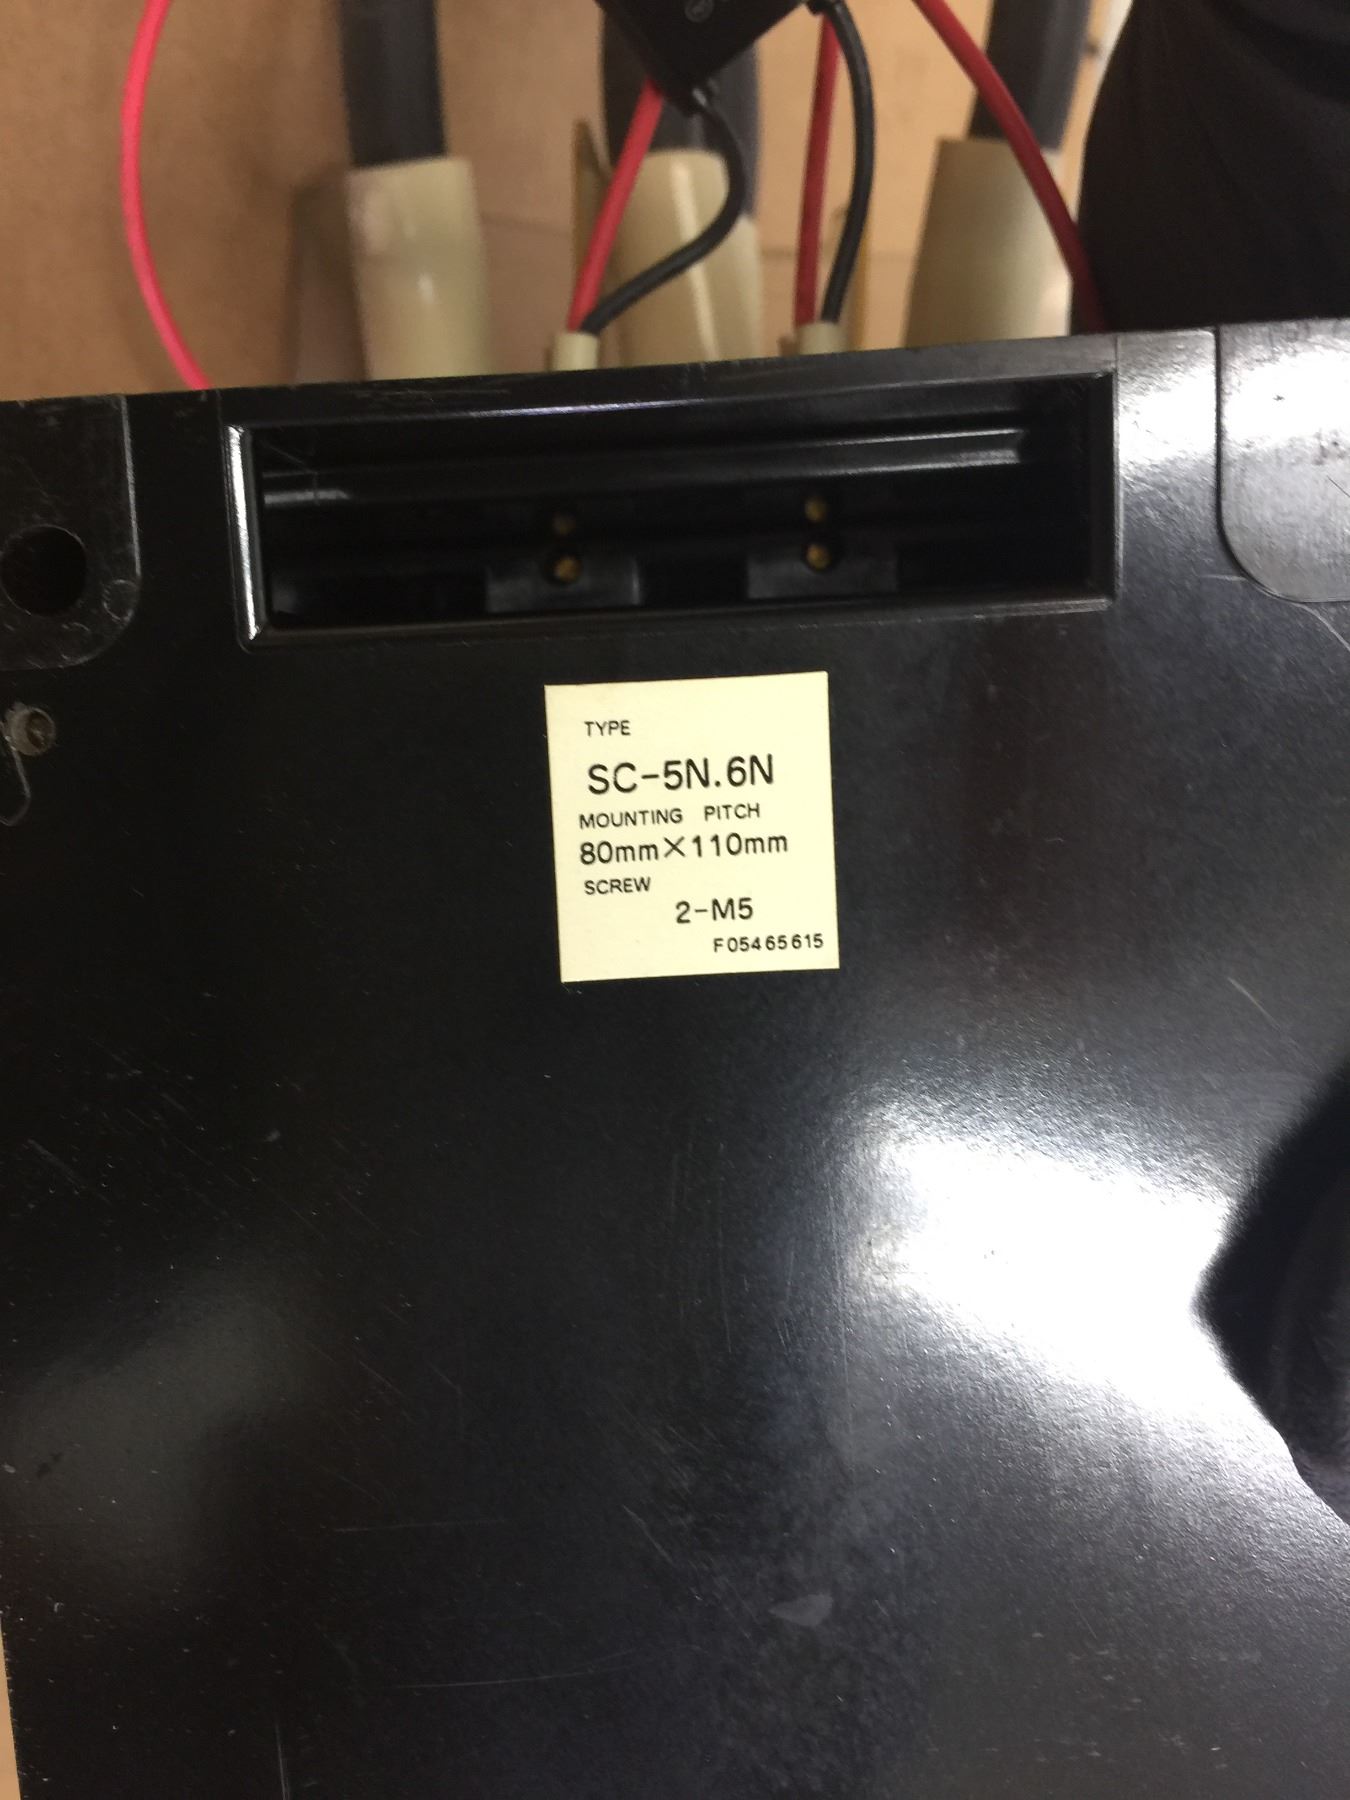 TYPE
SC-5N.6N
MOUNTING PITCH
80mm×110mm
SCREW
2-M5
F05465615